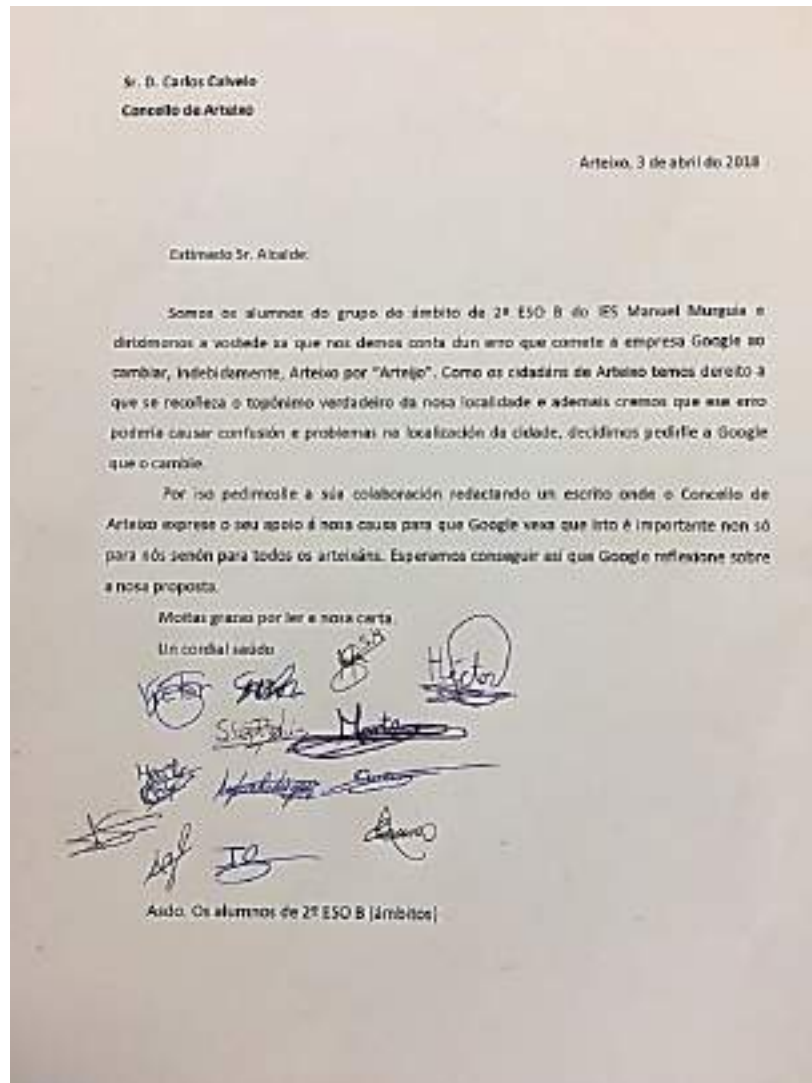 Sr. D. Carlos Calvelo
Concello de Arteixo
Arteixo, 3 de abril do 2018
Estimado Sr. Alcalde:
Somos os alumnos do grupo do ámbito de 2º ESO B do IES Manuel Murguía e
dirixímonos a vostede xa que nos demos conta dun erro que comete a empresa Google ao
cambiar, indebidamente, Arteixo por "Arteijo". Como os cidadáns de Arteixo temos dereito a
que se recoñeza o topónimo verdadeiro da nosa localidade e ademais cremos que ese erro
podería causar confusión e problemas na localización da cidade, decidimos pedirlle a Google
que o cambie.
Por iso pedímoslle a súa colaboración redactando un escrito onde o Concello de
Arteixo exprese o seu apoio á nosa causa para que Google vexa que isto é importante non só
para nós senón para todos os arteixáns. Esperamos conseguir así que Google reflexione sobre
a nosa proposta.
Moitas grazas por ler a nosa carta
Un cordial saúdo
Héctor
Asdo. Os alumnos de 2º ESO B (ámbitos)